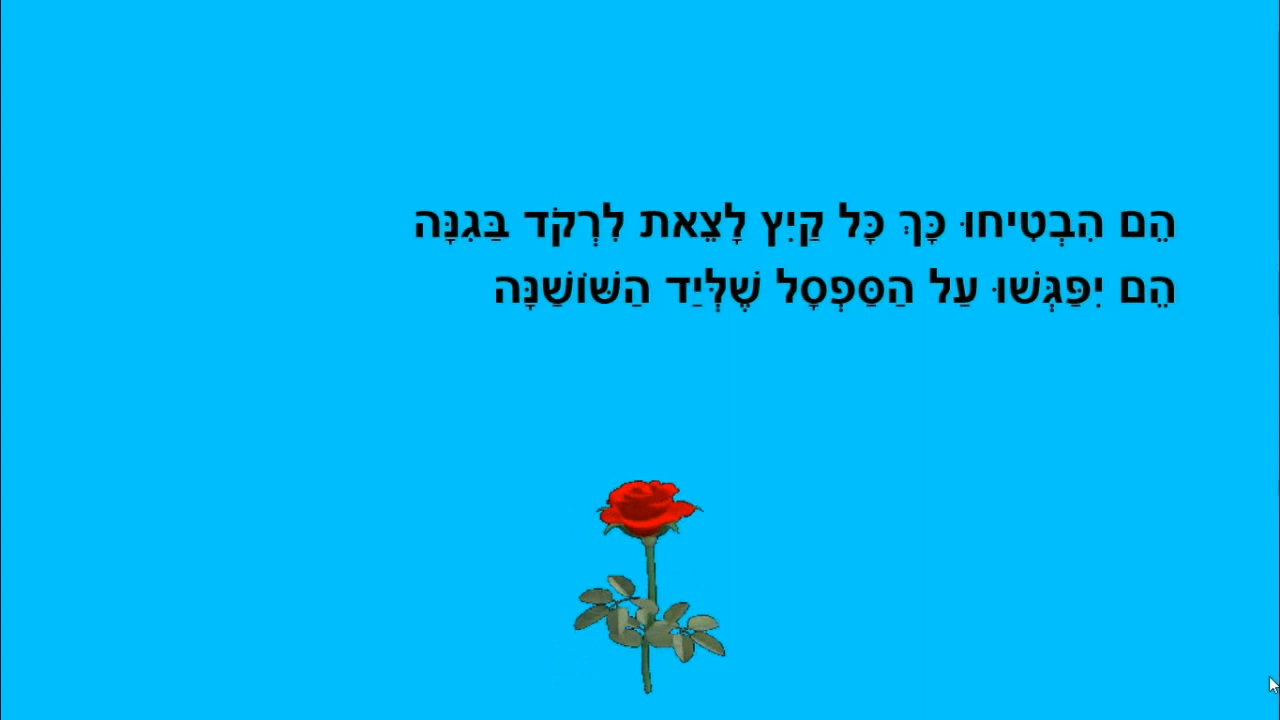 הֵם הִבְטִיחוּ כָּךְ כָּל קַיִץ לָצֵאת לִרְקֹד בַּגִנָּה
הֵם יִפַּגְּשׁוּ עַל הַסַּפְסָל שֶׁלְּיַד הַשּׁוֹשַׁנָּה